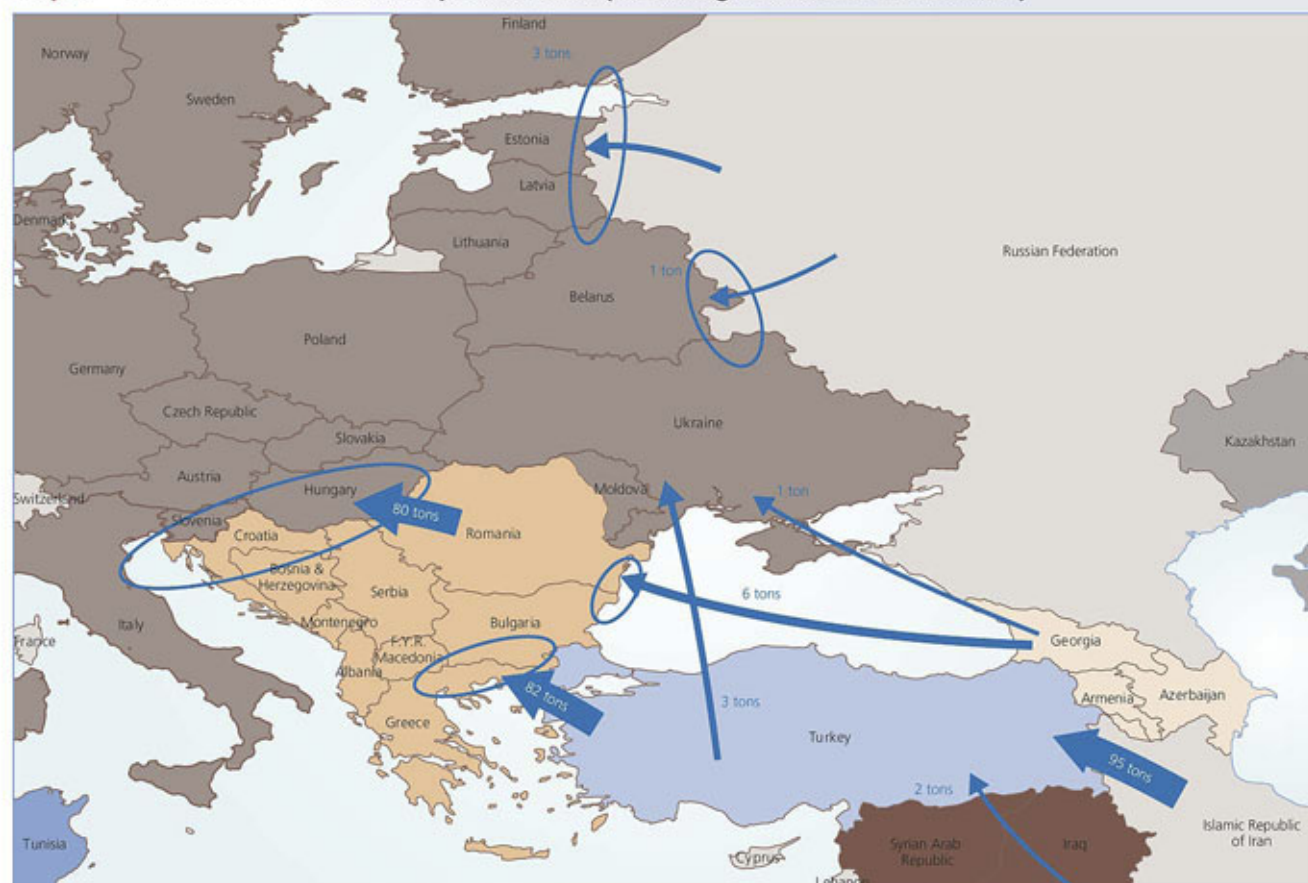 Finland
Norway
3 tons
Sweden
Estonia
Latvia
Denmark
Lithuania
Russian Federation
1 ton
Belarus
Poland
Germany
Czech Republic
Ukraine
Slovakia
Kazakhstan
Austria
Hungary
Moldova
1 ton
Switzerland
80 tons
Slovenia
Croatia
Romania
Bosnia &
Herzegovina
Serbia
6 tons
Italy
Montenegro
Bulgaria
France
F.Y.R.
Macedonia
Georgia
Albania
Armenia
Azerbaijan
82 tons
3 tons
Greece
Turkey
95 tons
2 tons
Islamic Republic
of Iran
Tunisia
Syrian Arab
Republic
Iraq
Cyprus
Lebanon